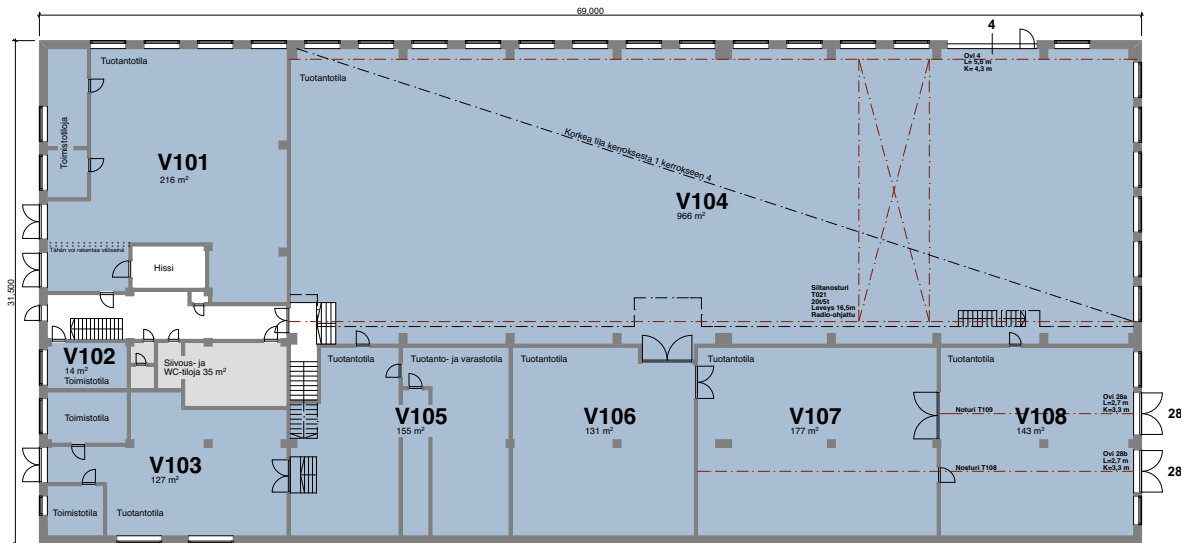 69,000
31,500
4
Ovi 4
L= 5,6 m
K= 4,3 m
Tuotantotila
Tuotantotila
Toimistotiloja
Korkea tila kerroksesta 1 kerrokseen 4
V101
216 m²
V104
966 m²
Tähän voi rakentaa väliseinä
Hissi
Siltanosturi
T021
20t/5t
Leveys 16,5m
Radio-ohjattu
V102
14 m²
Toimistotila
Siivous- ja
WC-tiloja 35 m²
Tuotantotila
Tuotanto- ja varastotila
Tuotantotila
Tuotantotila
Tuotantotila
Toimistotila
V105
155 m²
V106
131 m²
V107
177 m²
Noturi T109
V108
143 m²
Ovi 28a
L=2,7 m
K=3,3 m
28
V103
127 m²
Nosturi T108
Ovi 28b
L=2,7 m
K=3,3 m
28
Toimistotila
Tuotantotila